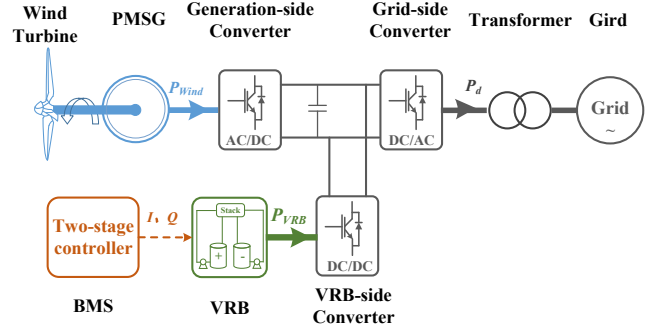 Wind
Turbine
PMSG
Generation-side
Converter
Grid-side
Converter
Transformer
Gird
P_Wind
AC/DC
DC/AC
P_d
Grid
~
Two-stage
controller
I、Q
Stack
+
-
P_VRB
DC/DC
BMS
VRB
VRB-side
Converter